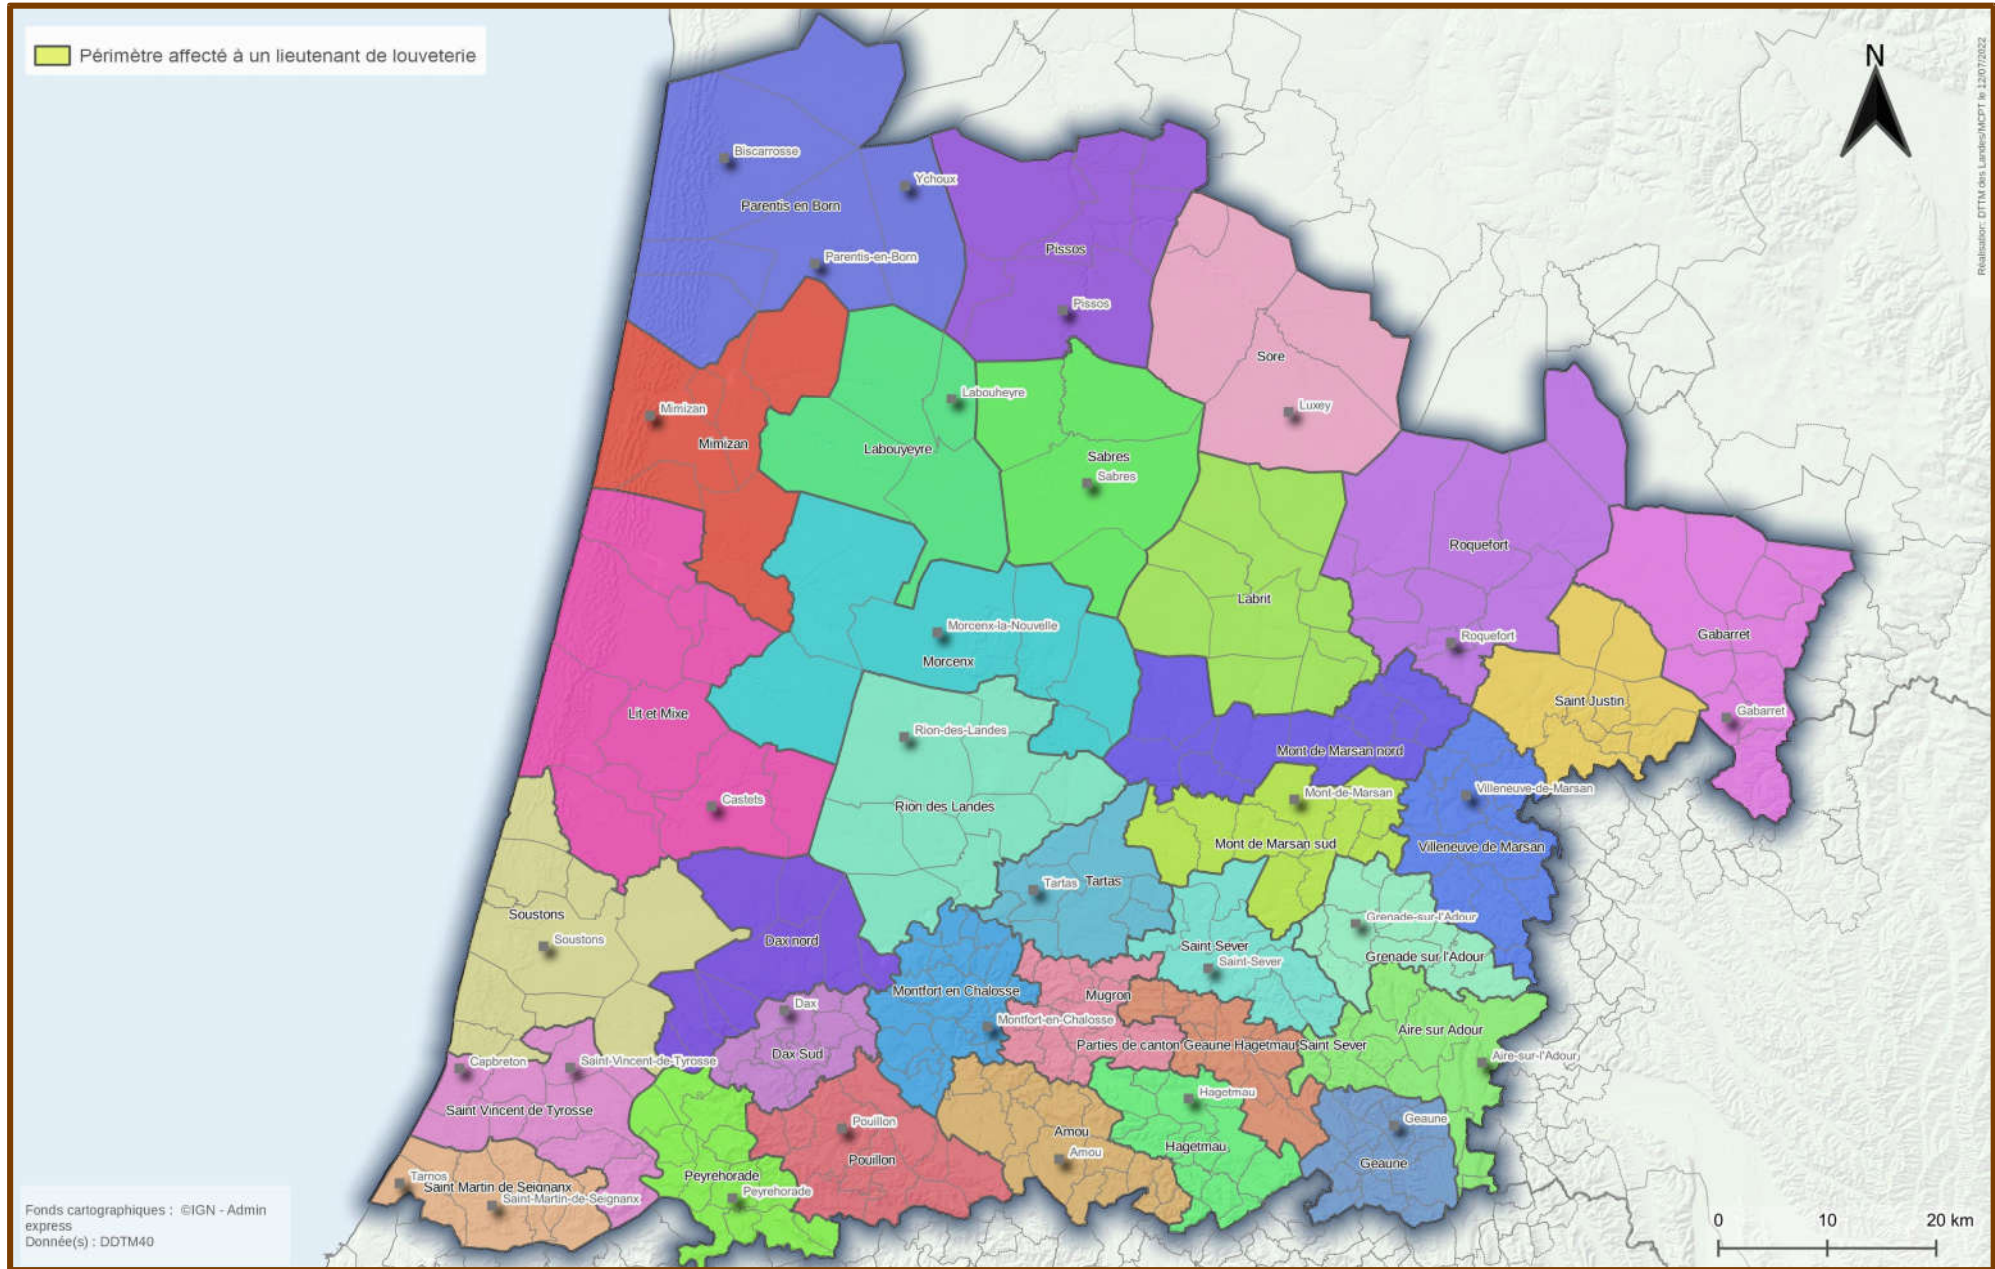 Périmètre affecté à un lieutenant de louveterie
N
Réalisation: DTTM des Landes/MCPT le 12/07/2022
Biscarrosse
Ychoux
Parentis en Born
Parentis-en-Born
Pissos
Pissos
Sore
Luxey
Labouheyre
Mimizan
Mimizan
Labouyeyre
Sabres
Sabres
Roquefort
Labrit
Roquefort
Gabarret
Morcenx-la-Nouvelle
Morcenx
Saint Justin
Gabarret
Lit et Mixe
Rion-des-Landes
Mont de Marsan nord
Castets
Rion des Landes
Mont-de-Marsan
Villeneuve-de-Marsan
Mont de Marsan sud
Villeneuve de Marsan
Tartas
Tartas
Soustons
Soustons
Dax nord
Grenade-sur-l'Adour
Saint Sever
Saint-Sever
Grenade sur l'Adour
Montfort en Chalosse
Mugron
Dax
Montfort-en-Chalosse
Aire sur Adour
Dax Sud
Parties de canton Geaune Hagetmau Saint Sever
Aire-sur-l'Adour
Capbreton
Saint-Vincent-de-Tyrosse
Saint Vincent de Tyrosse
Hagetmau
Pouillon
Geaune
Amou
Amou
Hagetmau
Pouillon
Geaune
Tarnos
Saint Martin de Seignanx
Saint-Martin-de-Seignanx
Peyrehorade
Peyrehorade
Fonds cartographiques : ©IGN - Admin
express
Donnée(s) : DDTM40
0 10 20 km